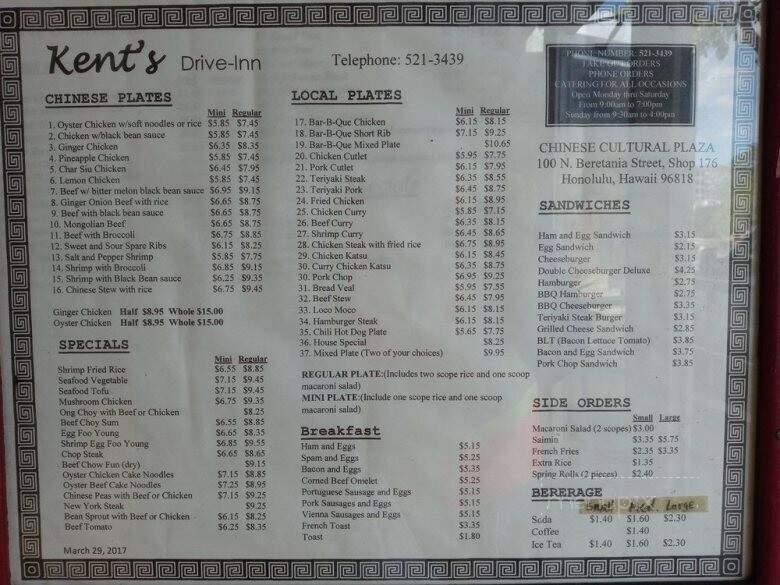 Kent's Drive-Inn
Telephone: 521-3439
PHONE NUMBER: 521-3439
TAKE OUT ORDERS
PHONE ORDERS
CATERING FOR ALL OCCASIONS
Open Monday thru Saturday
From 9:00am to 7:00pm
Sunday from 9:30am to 4:00pm
CHINESE CULTURAL PLAZA
100 N. Beretania Street, Shop 176
Honolulu, Hawaii 96818
CHINESE PLATES
Mini Regular
1. Oyster Chicken w/soft noodles or rice $5.85 $7.45
2. Chicken w/black bean sauce $5.85 $7.45
3. Ginger Chicken $6.35 $8.35
4. Pineapple Chicken $5.85 $7.45
5. Char Siu Chicken $6.45 $7.95
6. Lemon Chicken $5.85 $7.45
7. Beef w/ bitter melon black bean sauce $6.95 $9.15
8. Ginger Onion Beef with rice $6.65 $8.75
9. Beef with black bean sauce $6.65 $8.75
10. Mongolian Beef $6.65 $8.75
11. Beef with Broccoli $6.75 $8.85
12. Sweet and Sour Spare Ribs $6.15 $8.25
13. Salt and Pepper Shrimp $5.85 $7.75
14. Shrimp with Broccoli $6.85 $9.15
15. Shrimp with Black Bean sauce $6.25 $9.35
16. Chinese Stew with rice $6.75 $9.45
Ginger Chicken Half $8.95 Whole $15.00
Oyster Chicken Half $8.95 Whole $15.00
SPECIALS
Mini Regular
Shrimp Fried Rice $6.55 $8.85
Seafood Vegetable $7.15 $9.45
Seafood Tofu $7.15 $9.45
Mushroom Chicken $6.75 $9.35
Ong Choy with Beef or Chicken $8.25
Beef Choy Sum $6.55 $8.85
Egg Foo Young $6.65 $8.35
Shrimp Egg Foo Young $6.85 $9.55
Chop Steak $6.65 $8.65
Beef Chow Fun (dry) $9.15
Oyster Chicken Cake Noodles $7.15 $8.85
Oyster Beef Cake Noodles $7.25 $8.95
Chinese Peas with Beef or Chicken $7.15 $9.25
New York Steak $9.25
Bean Sprout with Beef or Chicken $6.15 $8.25
Beef Tomato $6.25 $8.35
March 29, 2017
LOCAL PLATES
Mini Regular
17. Bar-B-Que Chicken $6.15 $8.15
18. Bar-B-Que Short Rib $7.15 $9.25
19. Bar-B-Que Mixed Plate $10.65
20. Chicken Cutlet $5.95 $7.75
21. Pork Cutlet $6.15 $7.95
22. Teriyaki Steak $6.35 $8.55
23. Teriyaki Pork $6.45 $8.75
24. Fried Chicken $6.15 $8.95
25. Chicken Curry $5.85 $7.15
26. Beef Curry $6.35 $8.15
27. Shrimp Curry $6.45 $8.65
28. Chicken Steak with fried rice $6.75 $8.95
29. Chicken Katsu $6.15 $8.45
30. Curry Chicken Katsu $6.35 $8.75
30. Pork Chop $6.95 $9.25
31. Bread Veal $5.95 $7.55
32. Beef Stew $6.45 $7.95
33. Loco Moco $6.15 $8.15
34. Hamburger Steak $6.15 $8.15
35. Chili Hot Dog Plate $5.65 $7.75
36. House Special $8.25
37. Mixed Plate (Two of your choices) $9.95
REGULAR PLATE:(Includes two scope rice and one scoop
macaroni salad)
MINI PLATE:(Include one scope rice and one scoop
macaroni salad)
Breakfast
Ham and Eggs $5.15
Spam and Eggs $5.25
Bacon and Eggs $5.35
Corned Beef Omelet $5.25
Portuguese Sausage and Eggs $5.15
Pork Sausages and Eggs $5.15
Vienna Sausages and Eggs $5.15
French Toast $3.35
Toast $1.80
SANDWICHES
Ham and Egg Sandwich $3.15
Egg Sandwich $2.15
Cheeseburger $3.15
Double Cheeseburger Deluxe $4.25
Hamburger $2.75
BBQ Hamburger $2.75
BBQ Cheeseburger $3.35
Teriyaki Steak Burger $3.15
Grilled Cheese Sandwich $2.85
BLT (Bacon Lettuce Tomato) $3.85
Bacon and Egg Sandwich $3.75
Pork Chop Sandwich $3.85
SIDE ORDERS
Small Large
Macaroni Salad (2 scopes) $3.00
Saimin $3.35 $5.75
French Fries $2.35 $3.35
Extra Rice $1.35
Spring Rolls (2 pieces) $2.40
BERERAGE
Small Med. Large
Soda $1.40 $1.60 $2.30
Coffee $1.40
Ice Tea $1.40 $1.60 $2.30